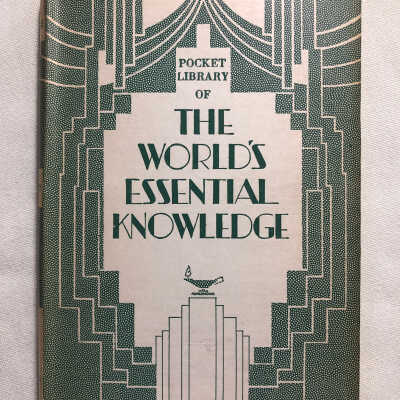 POCKET
LIBRARY
OF
THE
WORLD'S
ESSENTIAL
KNOWLEDGE